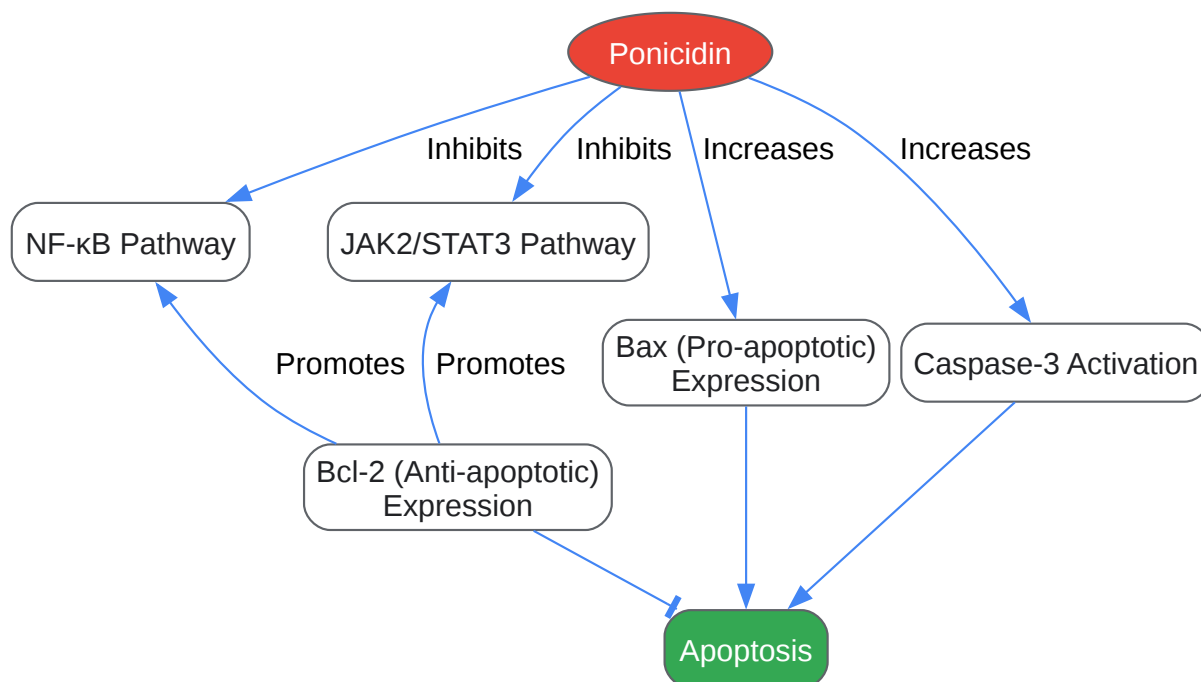 Ponicidin
Inhibits
Inhibits
Increases
Increases
NF-κB Pathway
JAK2/STAT3 Pathway
Bax (Pro-apoptotic)
Expression
Caspase-3 Activation
Promotes
Promotes
Bcl-2 (Anti-apoptotic)
Expression
Apoptosis